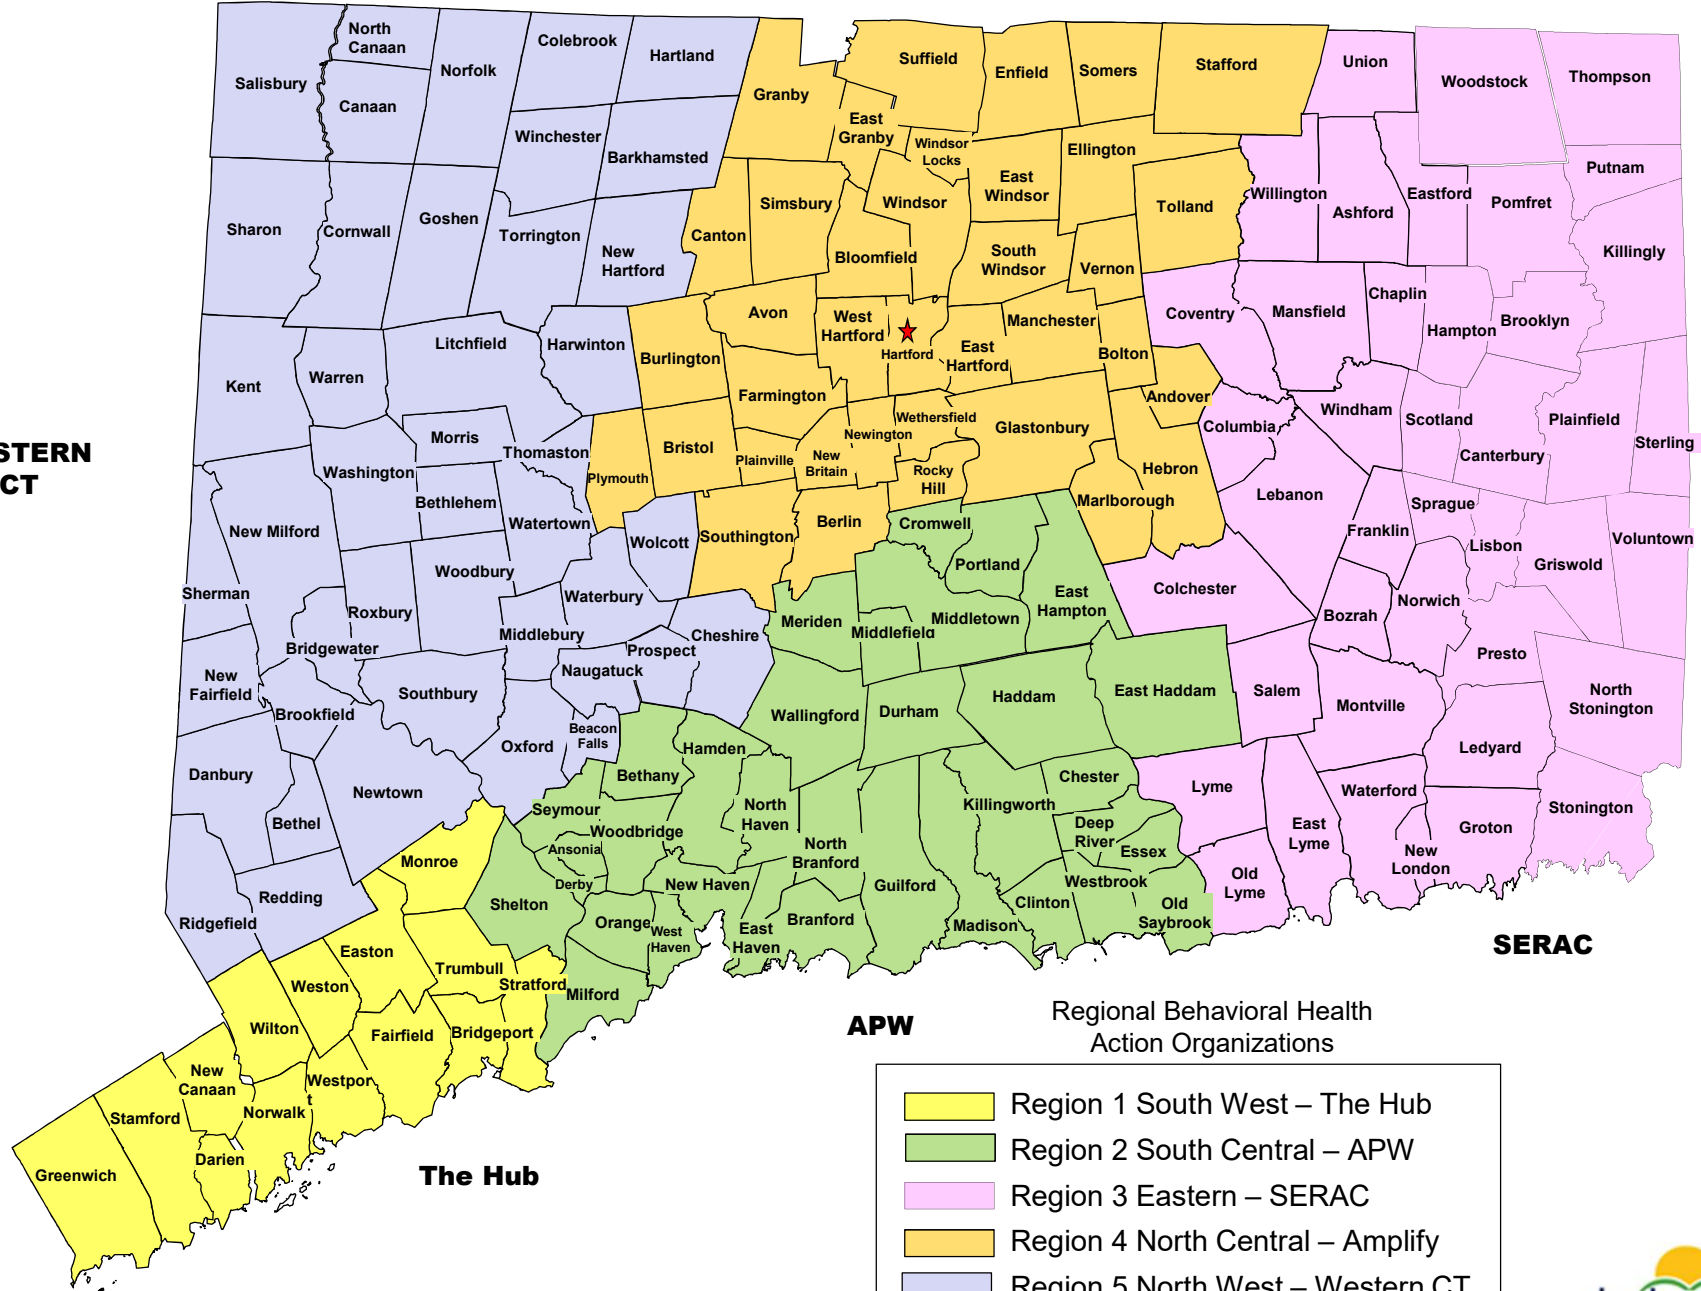 North
Canaan
Colebrook
Hartland
Salisbury
Norfolk
Canaan
Winchester
Barkhamsted
Granby
Suffield
Enfield
Somers
Stafford
Union
Woodstock
Thompson
East
Granby
Windsor
Locks
Ellington
East
Windsor
Putnam
Sharon
Cornwall
Goshen
Torrington
New
Hartford
Canton
Simsbury
Windsor
Bloomfield
South
Windsor
Tolland
Vernon
Willington
Ashford
Eastford
Pomfret
Killingly
Kent
Warren
Litchfield
Harwinton
Burlington
Avon
West
Hartford
Hartford
East
Hartford
Manchester
Bolton
Coventry
Mansfield
Chaplin
Hampton
Brooklyn
Farmington
Andover
Columbia
Windham
Scotland
Plainfield
Sterling
Canterbury
STERN
CT
Morris
Washington
Thomaston
Bethlehem
Plymouth
Bristol
Plainville
New
Britain
Newington
Wethersfield
Rocky
Hill
Glastonbury
Hebron
Marlborough
Lebanon
Sprague
Franklin
Lisbon
Voluntown
Griswold
New Milford
Watertown
Wolcott
Southington
Berlin
Cromwell
Portland
East
Hampton
Colchester
Bozrah
Norwich
Sherman
Woodbury
Roxbury
Waterbury
Middlebury
Bridgewater
Prospect
Cheshire
Meriden
Middlefield
Middletown
Presto
New
Fairfield
Brookfield
Southbury
Naugatuck
Oxford
Beacon
Falls
Bethany
Hamden
Wallingford
Durham
Haddam
East Haddam
Salem
Montville
North
Stonington
Ledyard
Danbury
Bethel
Newtown
Seymour
Woodbridge
Ansonia
Derby
North
Haven
North
Branford
Killingworth
Chester
Deep
River
Essex
Lyme
East
Lyme
Waterford
New
London
Groton
Stonington
Redding
Ridgefield
Monroe
Shelton
Orange
West
Haven
New Haven
East
Haven
Branford
Guilford
Madison
Clinton
Westbrook
Old
Saybrook
Old
Lyme
SERAC
Easton
Weston
Wilton
Trumbull
Stratford
Milford
Fairfield
Bridgeport
New
Canaan
Westpor
t
Norwalk
Stamford
Darien
Greenwich
The Hub
APW
Regional Behavioral Health
Action Organizations
Region 1 South West – The Hub
Region 2 South Central – APW
Region 3 Eastern – SERAC
Region 4 North Central – Amplify
Region 5 North West – Western CT